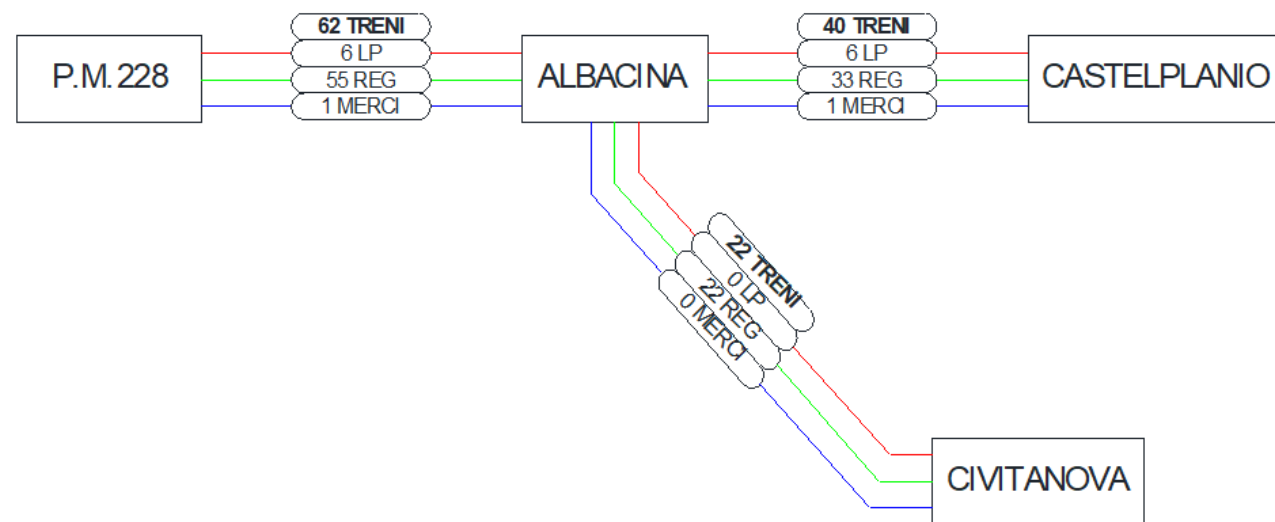 62 TRENI
6 LP
55 REG
1 MERCI
40 TRENI
6 LP
33 REG
1 MERCI
P.M. 228
ALBACINA
CASTELPLANIO
22 TRENI
0 LP
22 REG
0 MERCI
CIVITANOVA